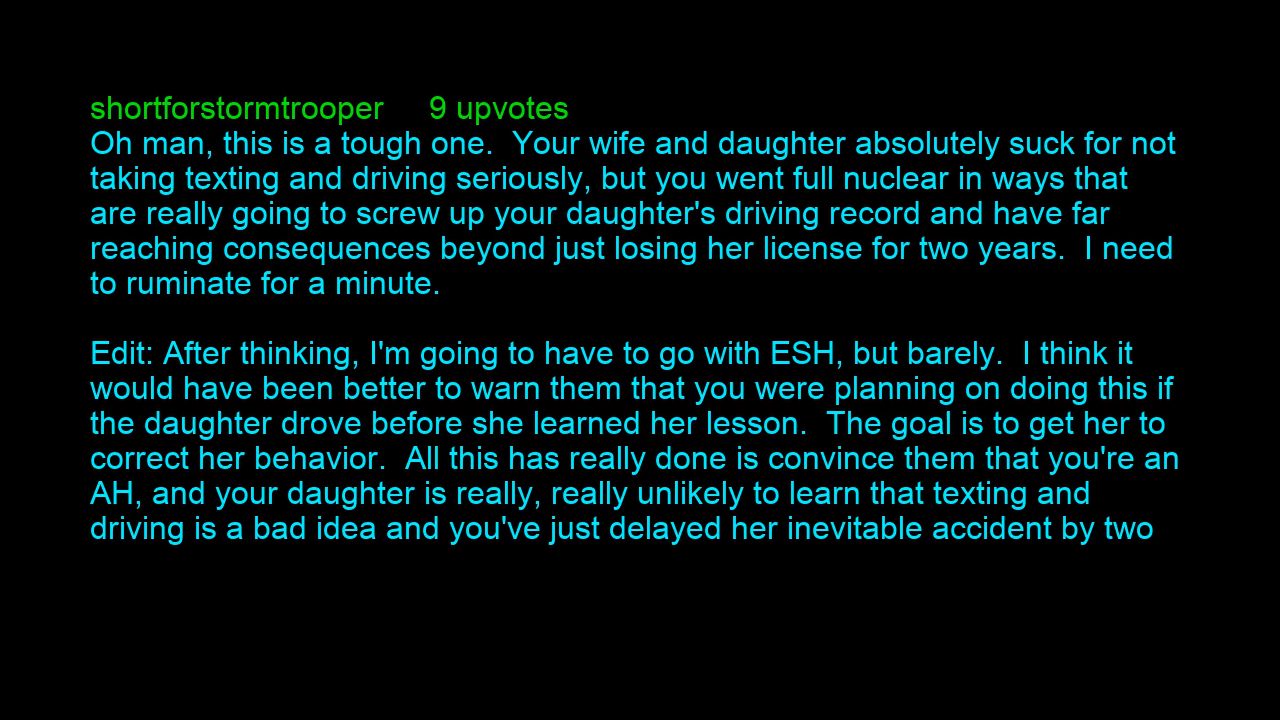 shortforstormtrooper 9 upvotes
Oh man, this is a tough one. Your wife and daughter absolutely suck for not
taking texting and driving seriously, but you went full nuclear in ways that
are really going to screw up your daughter's driving record and have far
reaching consequences beyond just losing her license for two years. I need
to ruminate for a minute.
Edit: After thinking, I'm going to have to go with ESH, but barely. I think it
would have been better to warn them that you were planning on doing this if
the daughter drove before she learned her lesson. The goal is to get her to
correct her behavior. All this has really done is convince them that you're an
AH, and your daughter is really, really unlikely to learn that texting and
driving is a bad idea and you've just delayed her inevitable accident by two